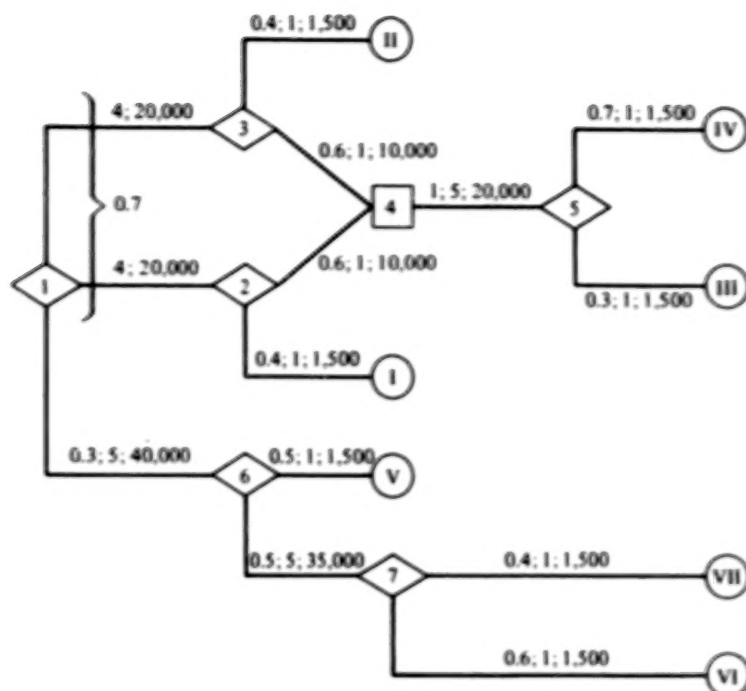 0.4; 1; 1,500
II
4; 20,000
3
0.7; 1; 1,500
IV
0.6; 1; 10,000
0.7
4
1; 5; 20,000
5
4; 20,000
0.6; 1; 10,000
1
2
0.3; 1; 1,500
III
0.4; 1; 1,500
I
0.3; 5; 40,000
6
0.5; 1; 1,500
V
0.5; 5; 35,000
7
0.4; 1; 1,500
VII
0.6; 1; 1,500
VI